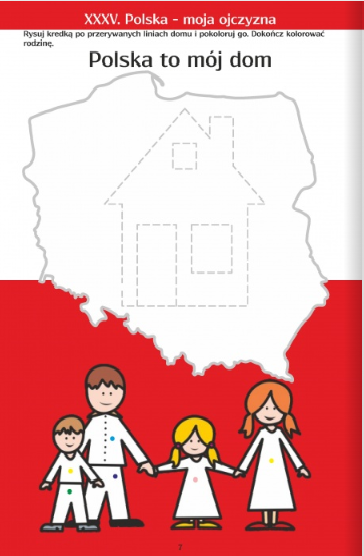 XXXV. Polska - moja ojczyzna
Rysuj kredką po przerywanych liniach domu i pokoloruj go. Dokończ kolorować
rodzinę.
Polska to mój dom
7